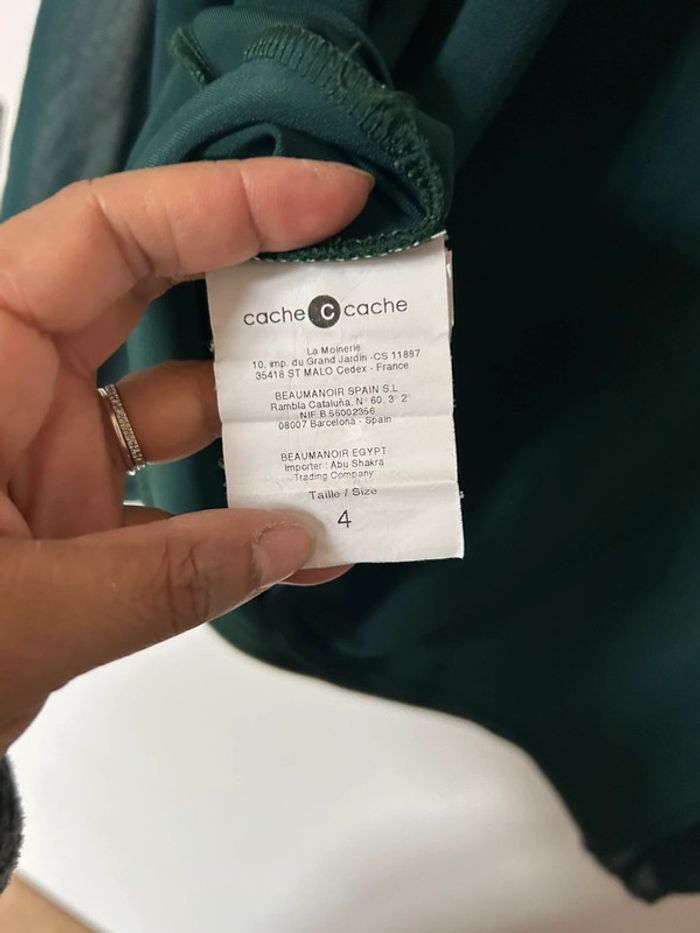 cache c cache
La Moinerie
10, imp. du Grand Jardin -CS 11887
35418 ST MALO Cedex - France
BEAUMANOIR SPAIN S.L
Rambla Cataluña, N° 60, 3° 2°
NIF B 55002356
08007 Barcelona - Spain
BEAUMANOIR EGYPT
Importer : Abu Shakra
Trading Company
Taille / Size
4